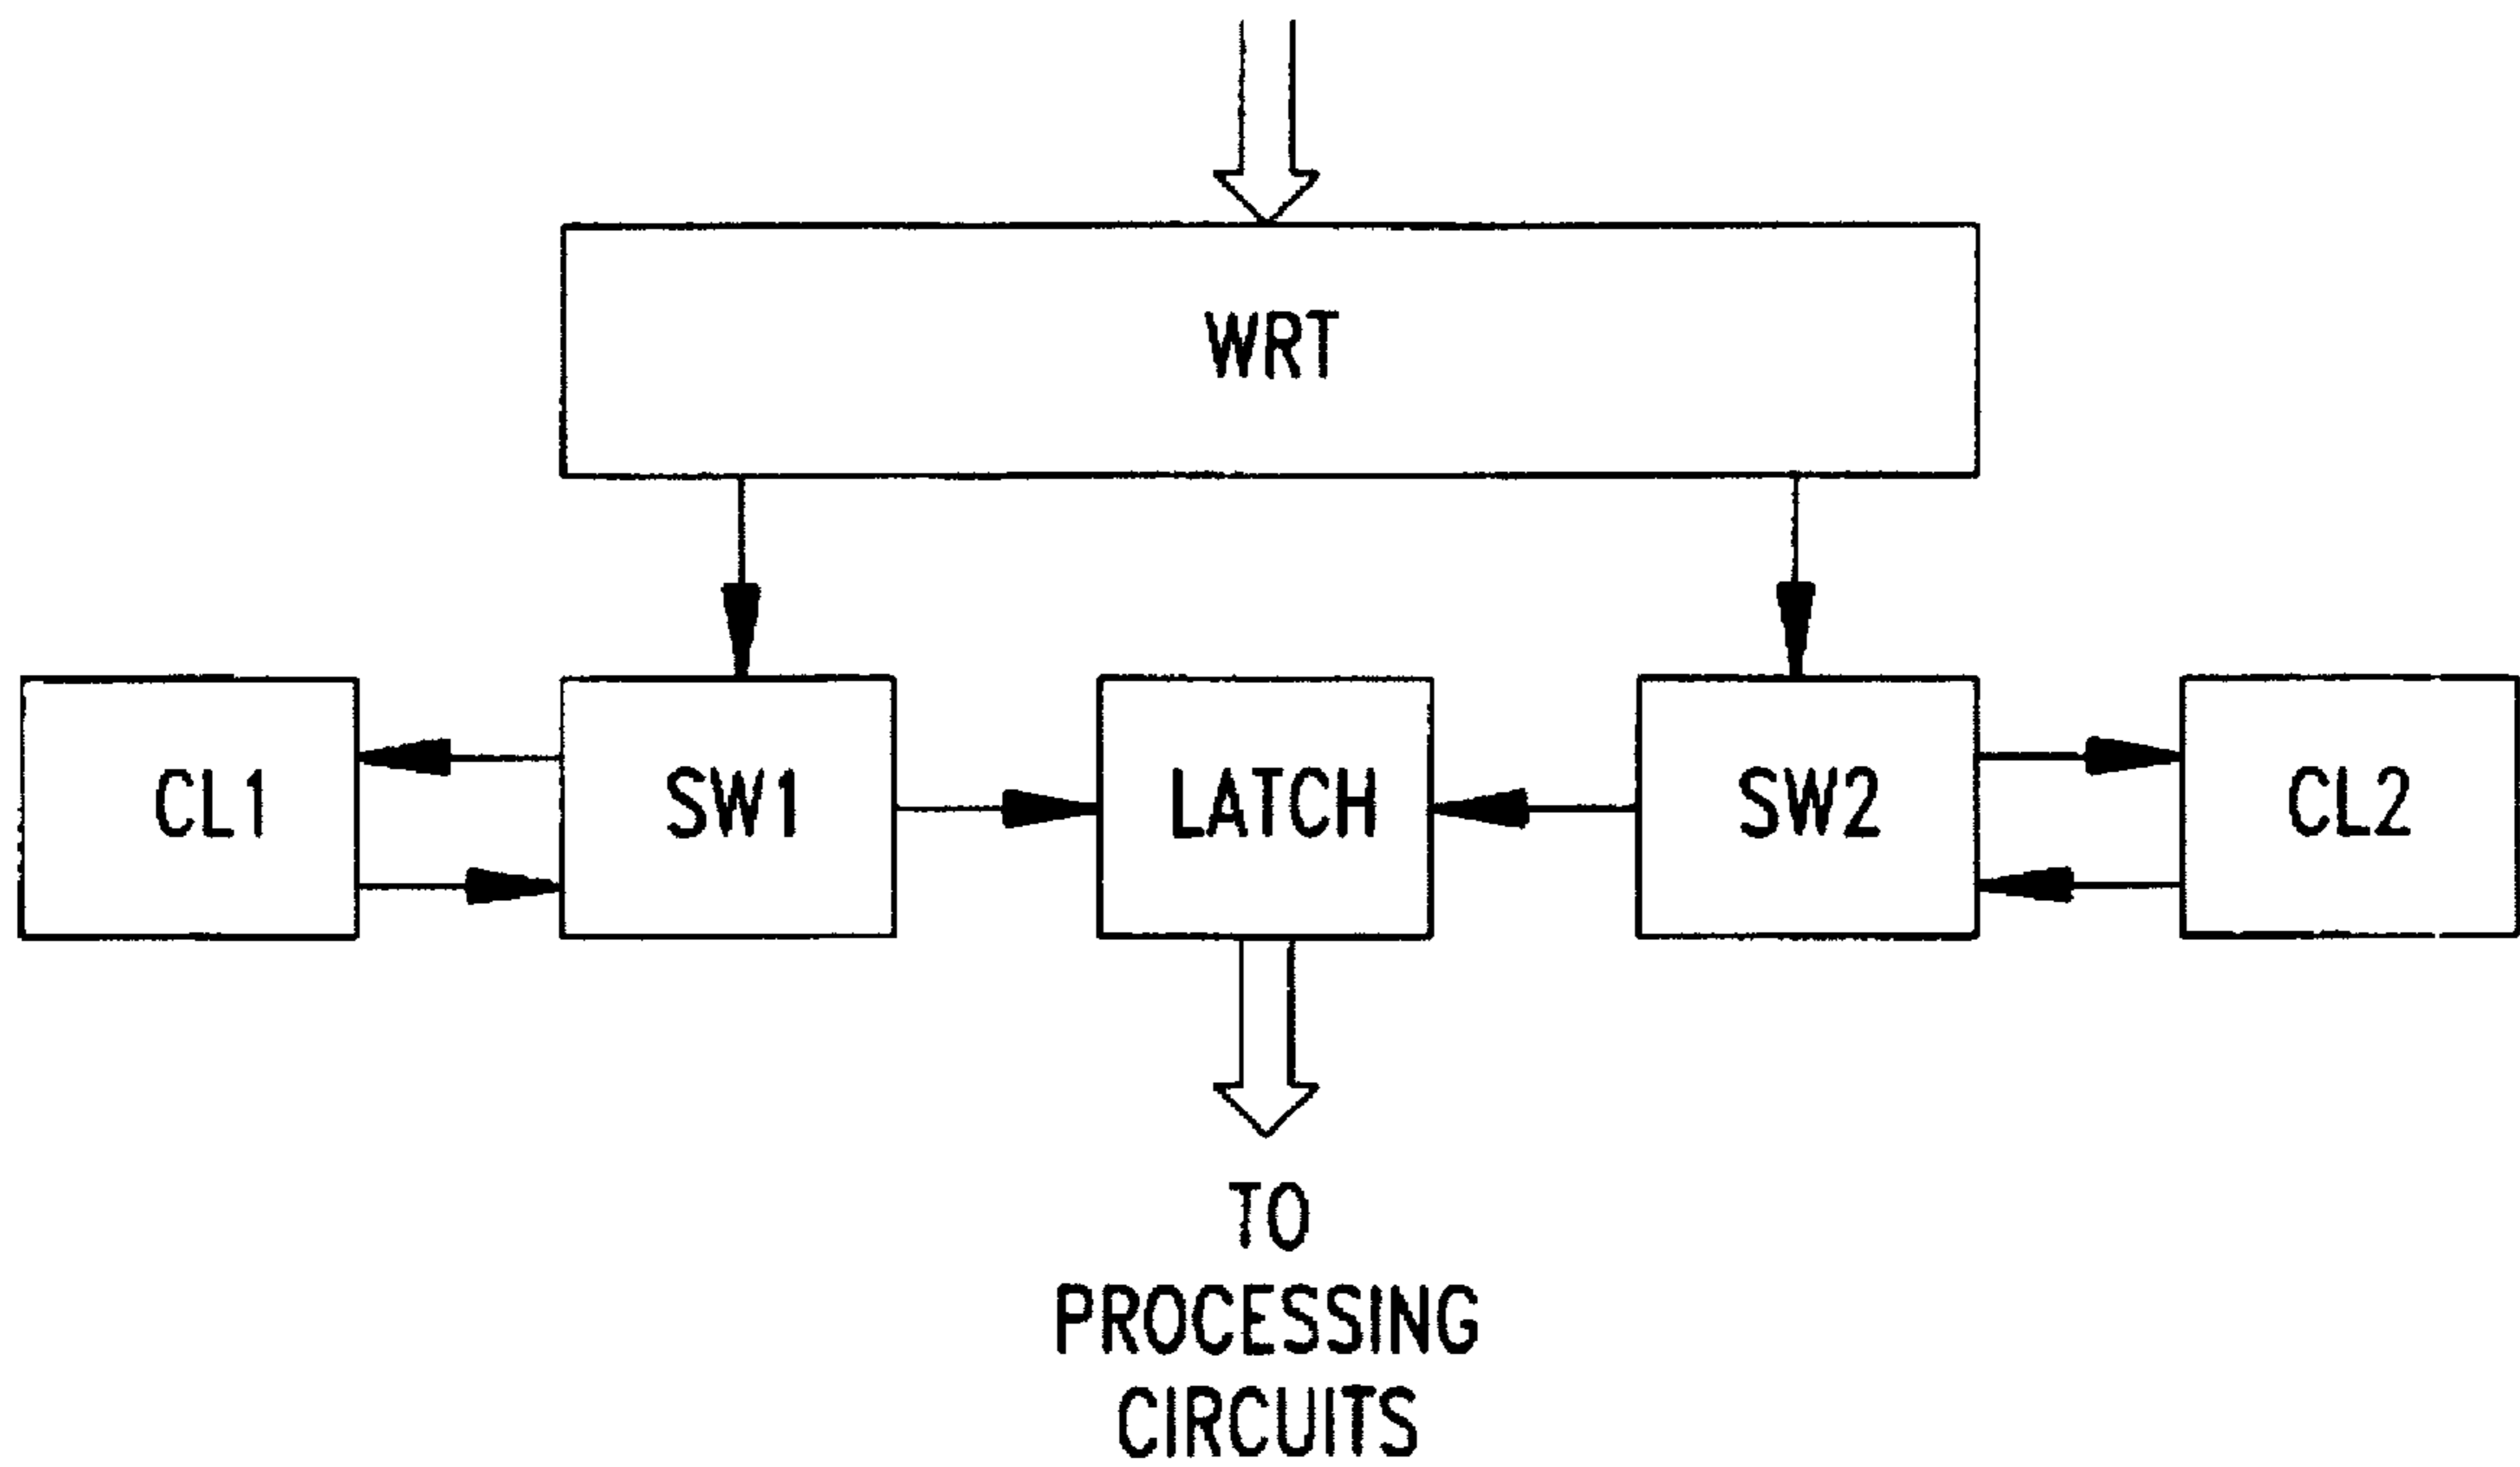 WRT
CL1
SW1
LATCH
SW2
CL2
TO
PROCESSING
CIRCUITS